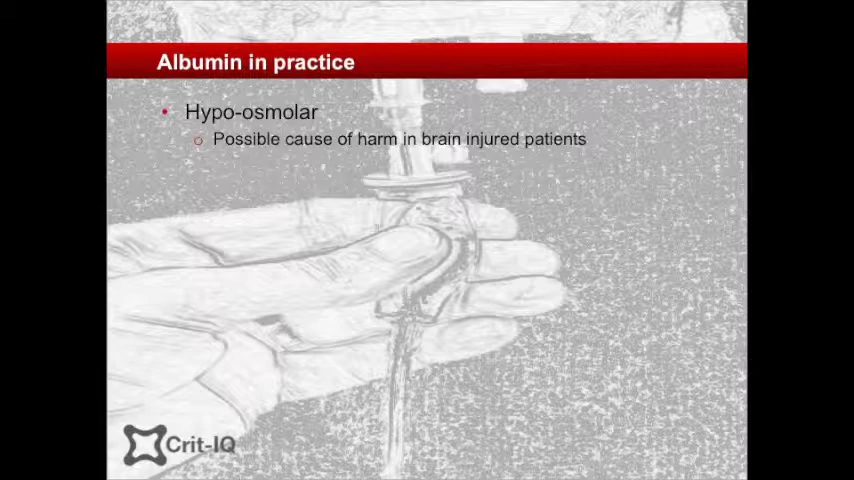 Albumin in practice
• Hypo-osmolar
o Possible cause of harm in brain injured patients
Crit-IQ